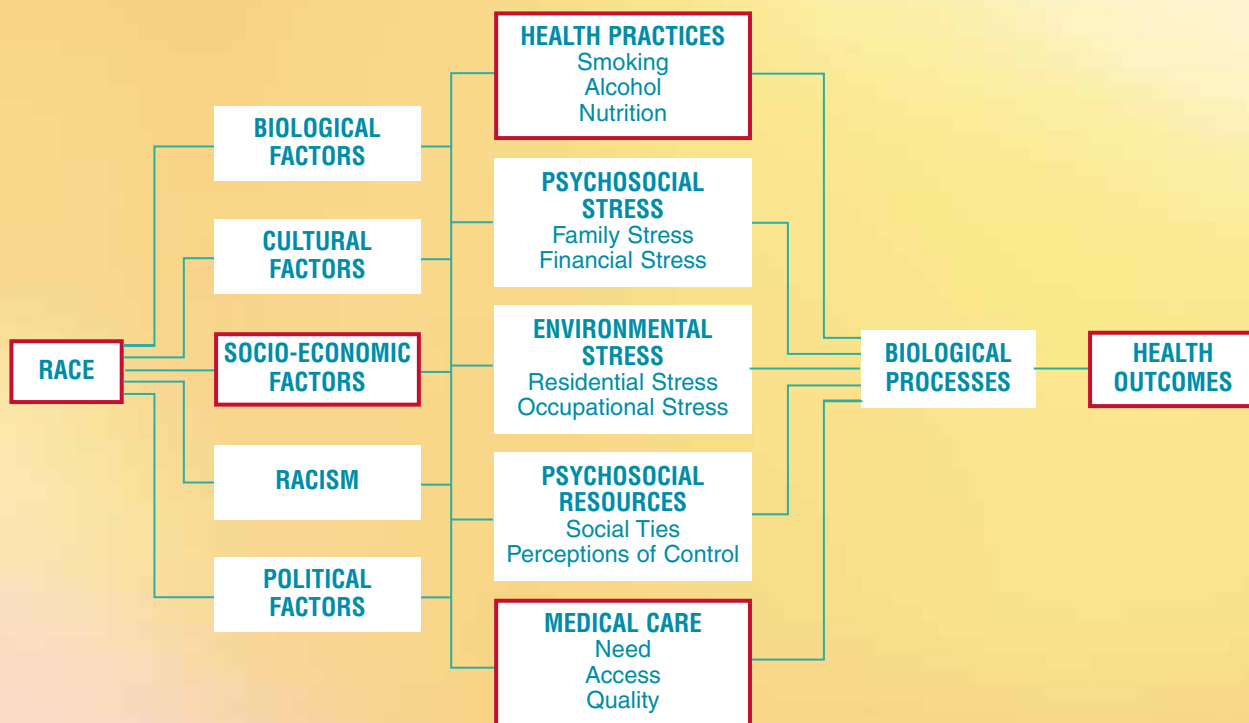 RACE
BIOLOGICAL
FACTORS
CULTURAL
FACTORS
SOCIO-ECONOMIC
FACTORS
RACISM
POLITICAL
FACTORS
HEALTH PRACTICES
Smoking
Alcohol
Nutrition
PSYCHOSOCIAL
STRESS
Family Stress
Financial Stress
ENVIRONMENTAL
STRESS
Residential Stress
Occupational Stress
PSYCHOSOCIAL
RESOURCES
Social Ties
Perceptions of Control
MEDICAL CARE
Need
Access
Quality
BIOLOGICAL
PROCESSES
HEALTH
OUTCOMES